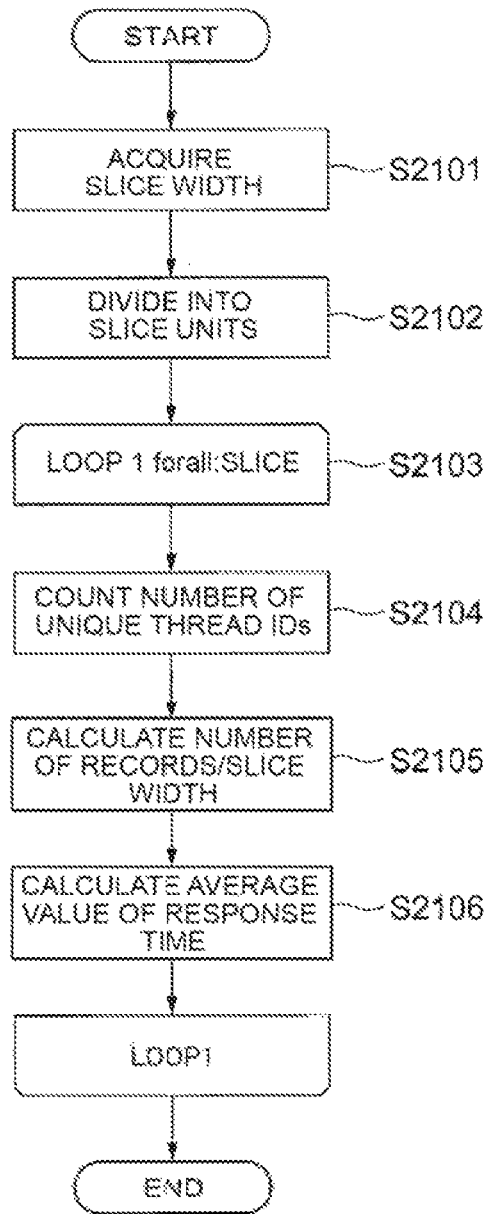 START
ACQUIRE
SLICE WIDTH
S2101
DIVIDE INTO
SLICE UNITS
S2102
LOOP 1 forall:SLICE
S2103
COUNT NUMBER OF
UNIQUE THREAD IDs
S2104
CALCULATE NUMBER
OF RECORDS/SLICE
WIDTH
S2105
CALCULATE AVERAGE
VALUE OF RESPONSE
TIME
S2106
LOOP1
END